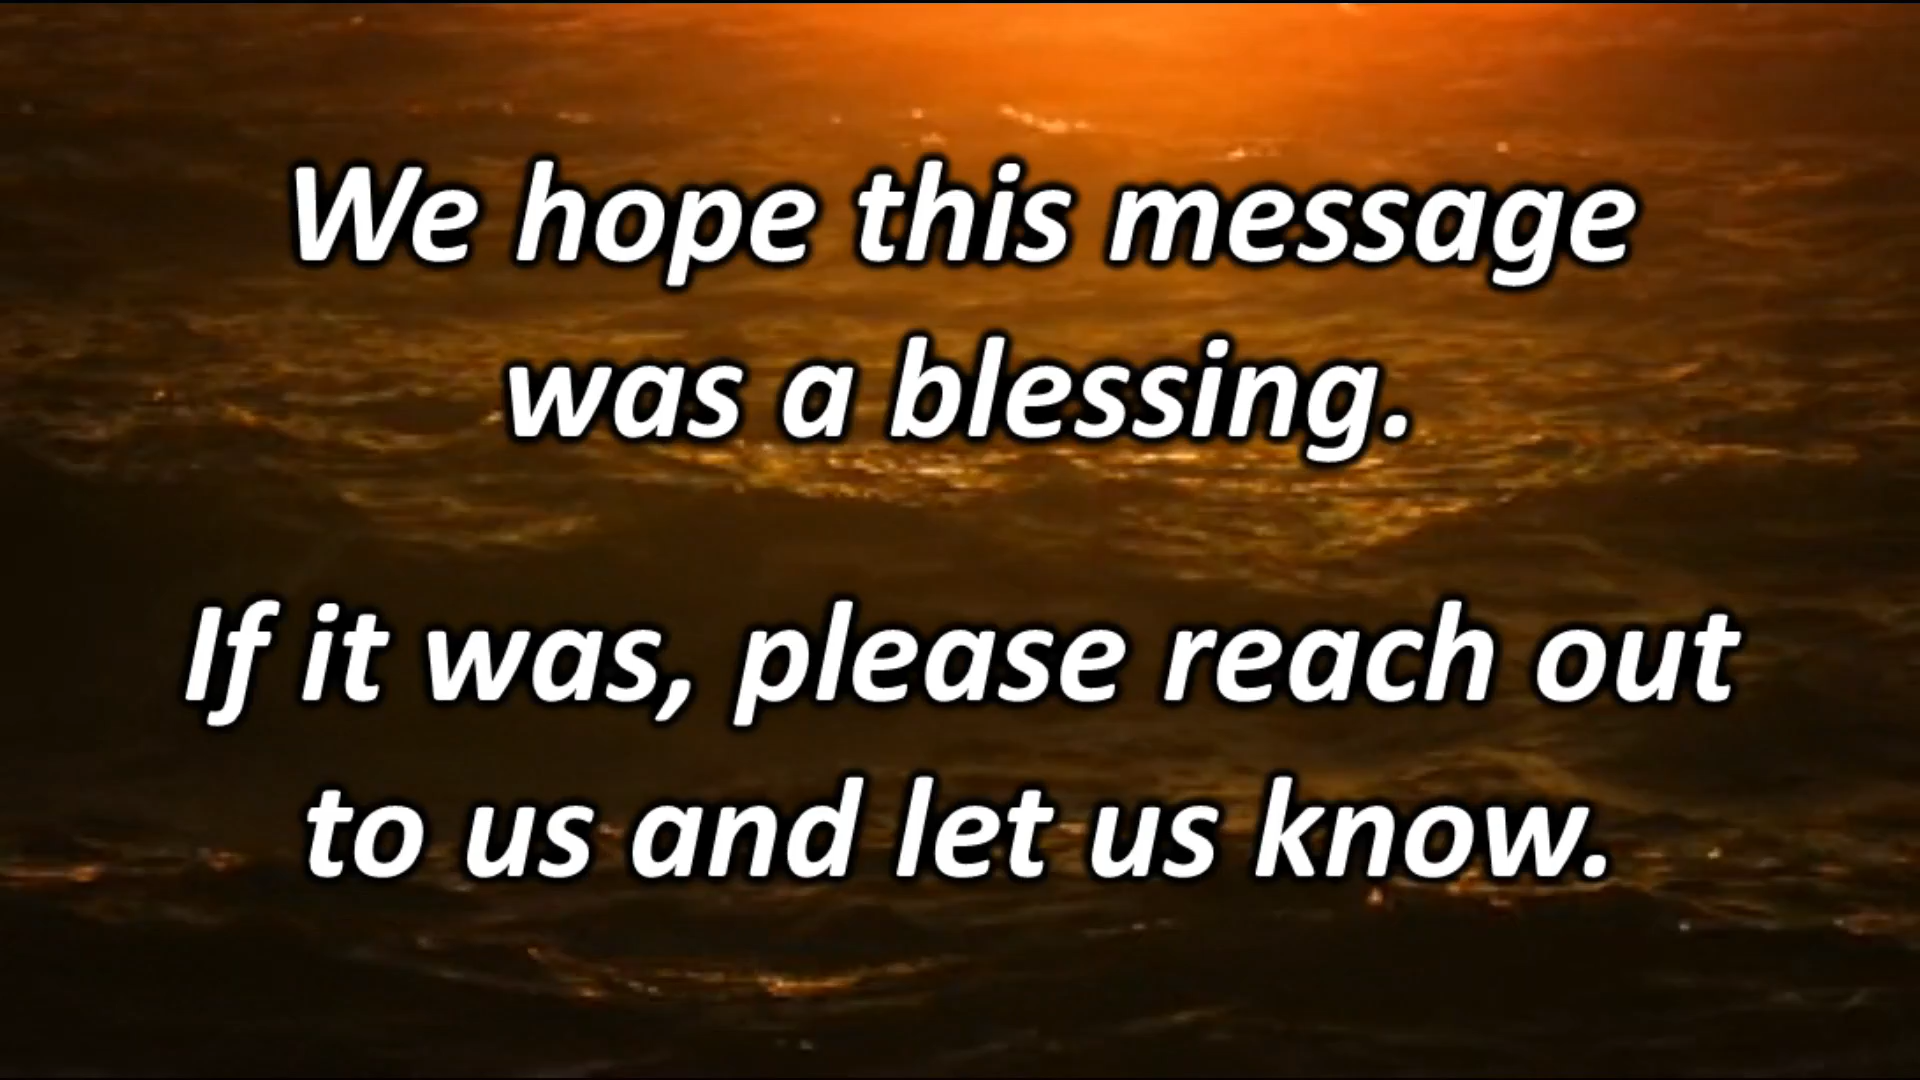 We hope this message
was a blessing.
If it was, please reach out
to us and let us know.